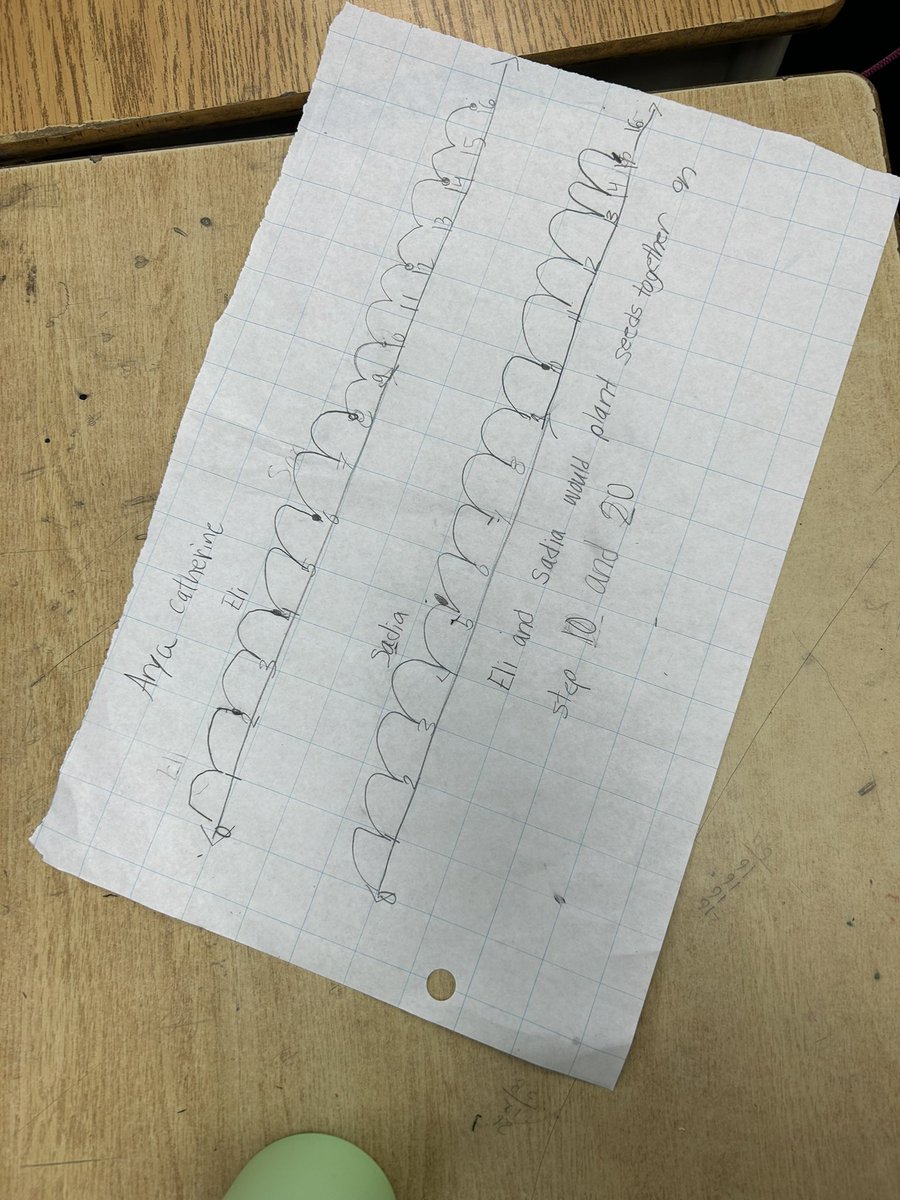 Arya Catherine
Eli
0 1 2 3 4 5 6 7 8 9 10 11 12 13 14 15 16
Sadia
0 1 2 3 4 5 6 7 8 9 10 11 12 13 14 15 16
Eli and Sadia would plant seeds together on
step 10 and 20